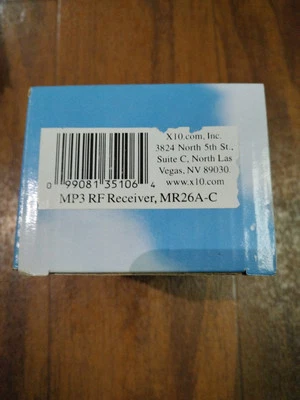 X10.com, Inc.
3824 North 5th St.,
Suite C, North Las
Vegas, NV 89030
www.x10.com
0 99081 35106 4
MP3 RF Receiver, MR26A-C